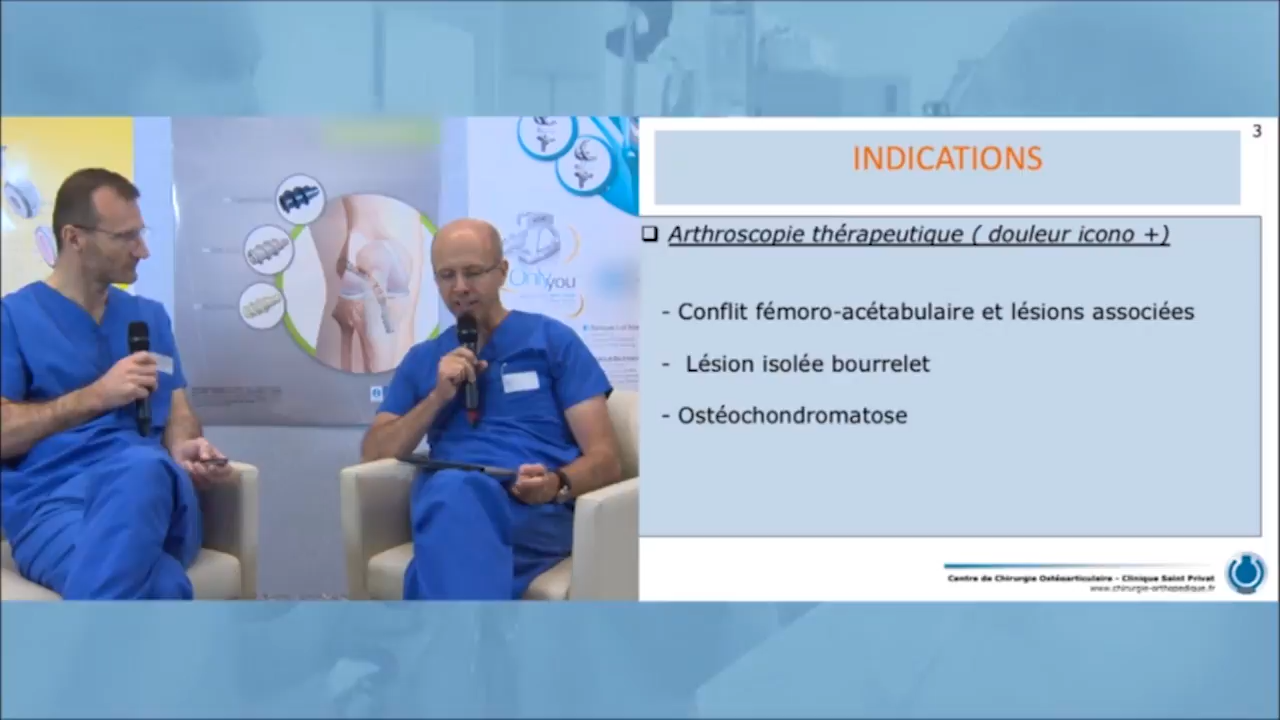 3
INDICATIONS
❑ Arthroscopie thérapeutique ( douleur icono +)
- Conflit fémoro-acétabulaire et lésions associées
- Lésion isolée bourrelet
- Ostéochondromatose
Centre de Chirurgie Ostéoarticulaire - Clinique Saint Privat
www.chirurgie-orthopedique.fr
Only you